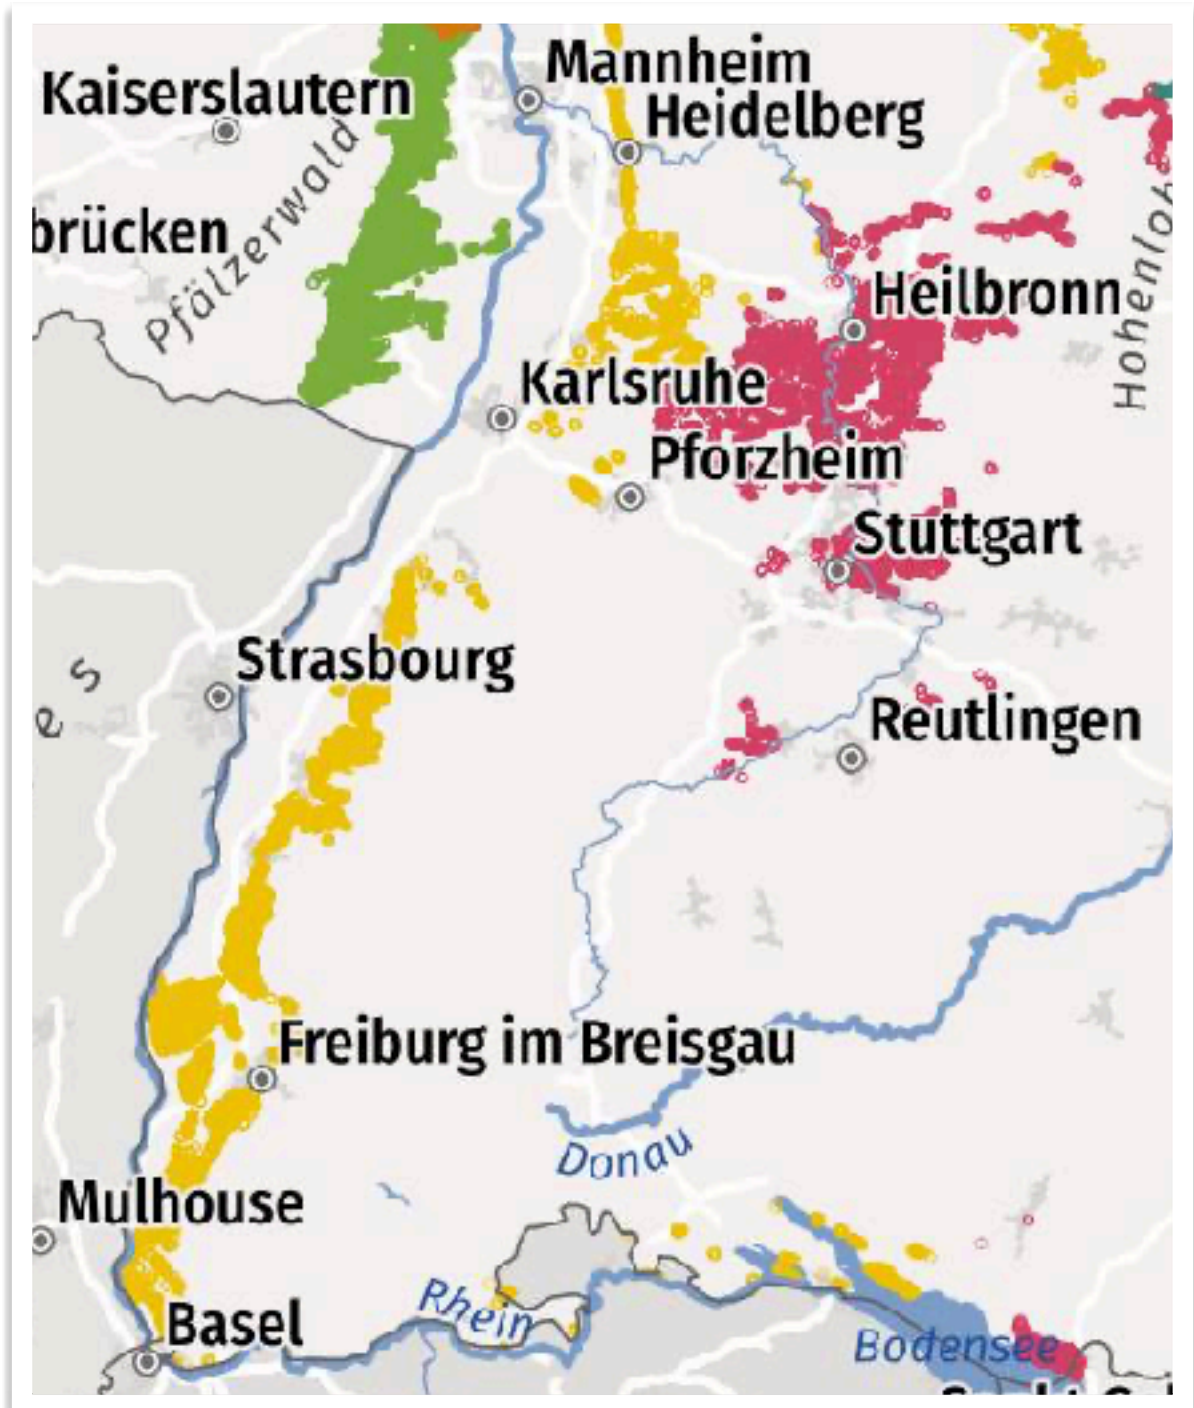 Mannheim
Kaiserslautern
Heidelberg
Pfälzerwald
brücken
Hohenloh
Heilbronn
Karlsruhe
Pforzheim
Stuttgart
Strasbourg
e s
Reutlingen
Freiburg im Breisgau
Donau
Mulhouse
Rhein
Basel
Bodensee